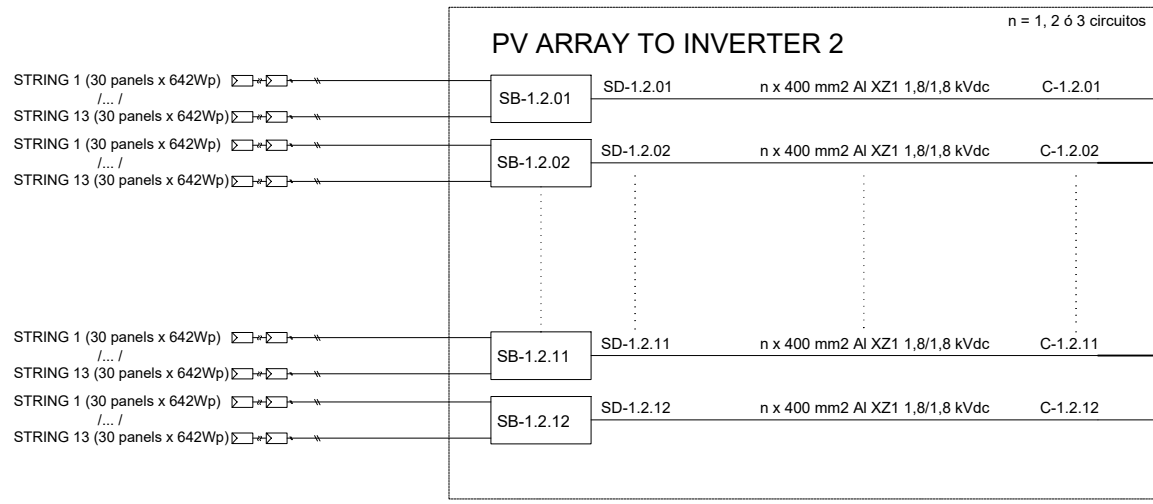 n = 1, 2 ó 3 circuitos
PV ARRAY TO INVERTER 2
STRING 1 (30 panels x 642Wp)
/... /
STRING 13 (30 panels x 642Wp)
SB-1.2.01
SD-1.2.01 n x 400 mm2 Al XZ1 1,8/1,8 kVdc C-1.2.01
STRING 1 (30 panels x 642Wp)
/... /
STRING 13 (30 panels x 642Wp)
SB-1.2.02
SD-1.2.02 n x 400 mm2 Al XZ1 1,8/1,8 kVdc C-1.2.02
STRING 1 (30 panels x 642Wp)
/... /
STRING 13 (30 panels x 642Wp)
SB-1.2.11
SD-1.2.11 n x 400 mm2 Al XZ1 1,8/1,8 kVdc C-1.2.11
STRING 1 (30 panels x 642Wp)
/... /
STRING 13 (30 panels x 642Wp)
SB-1.2.12
SD-1.2.12 n x 400 mm2 Al XZ1 1,8/1,8 kVdc C-1.2.12